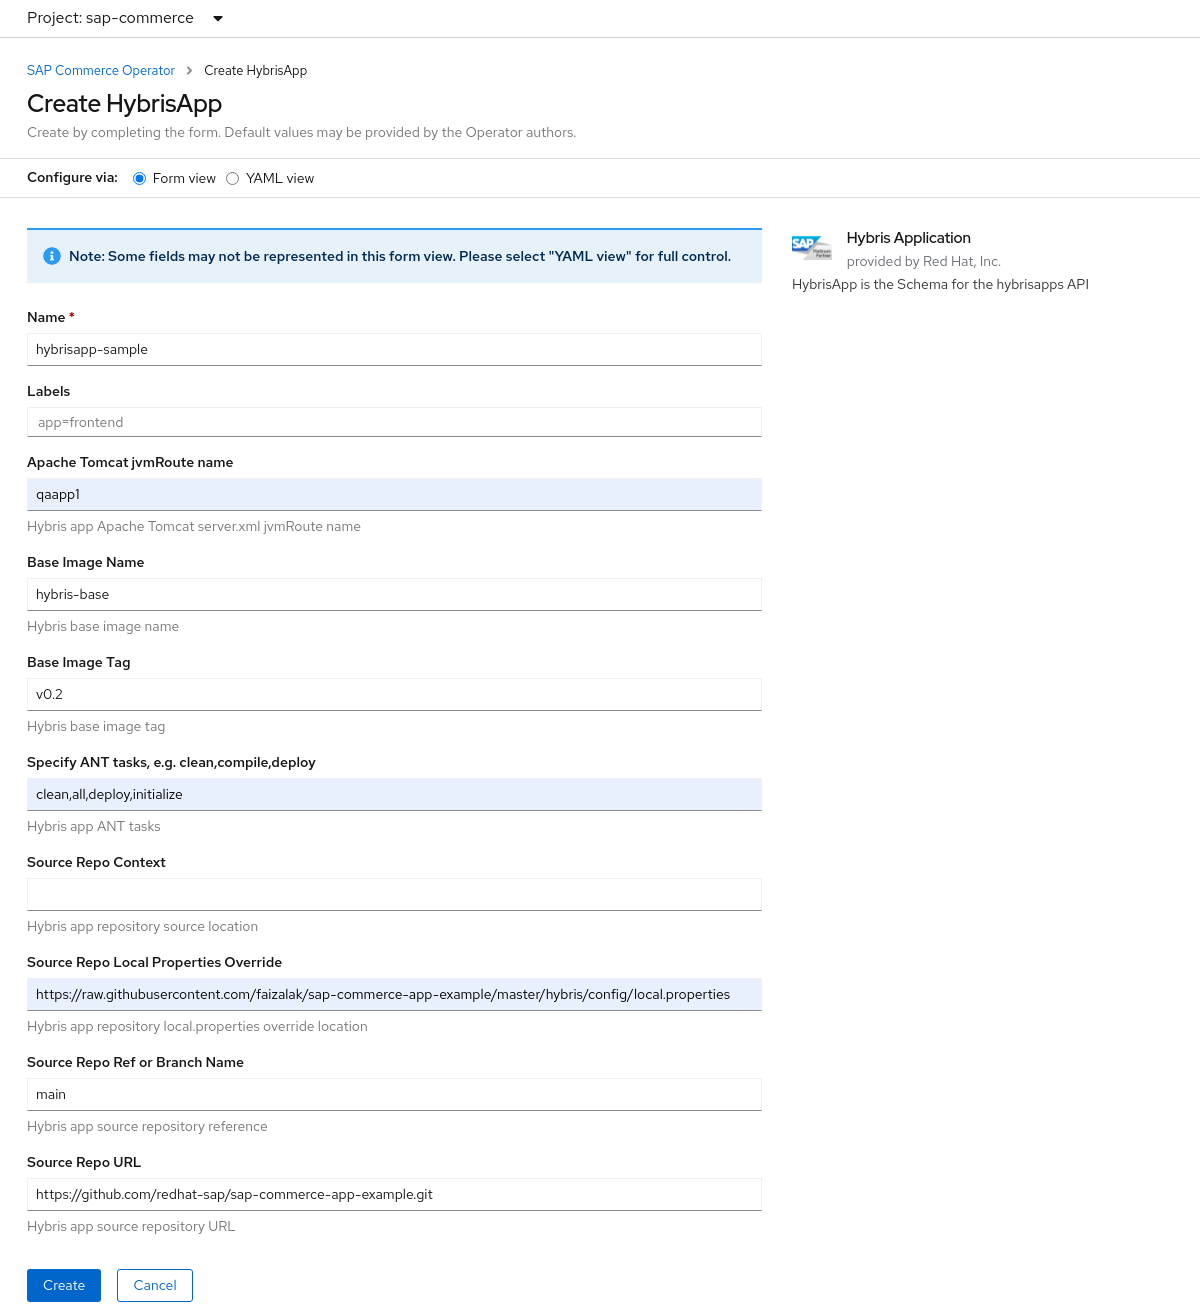 Project: sap-commerce
SAP Commerce Operator > Create HybrisApp
Create HybrisApp
Create by completing the form. Default values may be provided by the Operator authors.
Configure via: Form view YAML view
Note: Some fields may not be represented in this form view. Please select "YAML view" for full control.
SAP
Platinum
Partner
Hybris Application
provided by Red Hat, Inc.
HybrisApp is the Schema for the hybrisapps API
Name *
hybrisapp-sample
Labels
app=frontend
Apache Tomcat jvmRoute name
qaapp1
Hybris app Apache Tomcat server.xml jvmRoute name
Base Image Name
hybris-base
Hybris base image name
Base Image Tag
v0.2
Hybris base image tag
Specify ANT tasks, e.g. clean,compile,deploy
clean,all,deploy,initialize
Hybris app ANT tasks
Source Repo Context
Hybris app repository source location
Source Repo Local Properties Override
https://raw.githubusercontent.com/faizalak/sap-commerce-app-example/master/hybris/config/local.properties
Hybris app repository local.properties override location
Source Repo Ref or Branch Name
main
Hybris app source repository reference
Source Repo URL
https://github.com/redhat-sap/sap-commerce-app-example.git
Hybris app source repository URL
Create Cancel